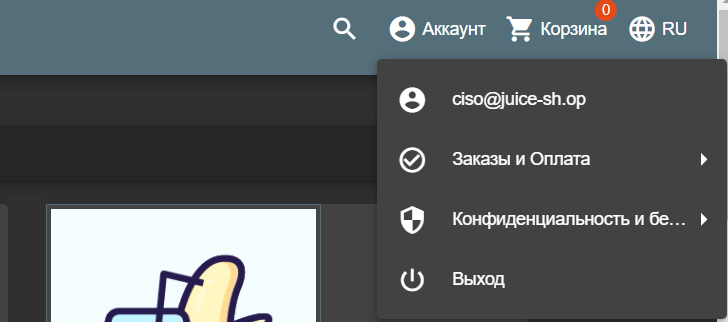 0
Аккаунт
Корзина
RU
ciso@juice-sh.op
Заказы и Оплата
Конфиденциальность и бе...
Выход